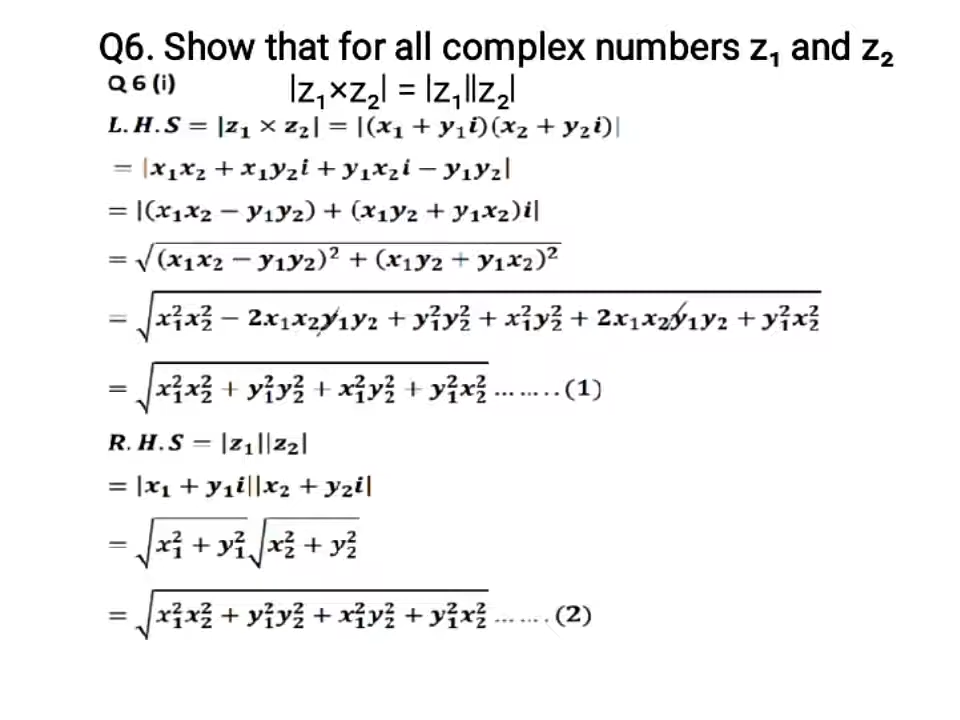 Q6. Show that for all complex numbers z₁ and z₂
Q 6 (i) |z₁×z₂| = |z₁||z₂|
L.H.S = |z₁ × z₂| = |(x₁ + y₁i)(x₂ + y₂i)|
= |x₁x₂ + x₁y₂i + y₁x₂i − y₁y₂|
= |(x₁x₂ − y₁y₂) + (x₁y₂ + y₁x₂)i|
= √((x₁x₂ − y₁y₂)² + (x₁y₂ + y₁x₂)²)
= √(x₁²x₂² − 2x₁x₂y₁y₂ + y₁²y₂² + x₁²y₂² + 2x₁x₂y₁y₂ + y₁²x₂²)
= √(x₁²x₂² + y₁²y₂² + x₁²y₂² + y₁²x₂²) ........(1)
R.H.S = |z₁||z₂|
= |x₁ + y₁i||x₂ + y₂i|
= √(x₁² + y₁²) √(x₂² + y₂²)
= √(x₁²x₂² + y₁²y₂² + x₁²y₂² + y₁²x₂²) .......(2)